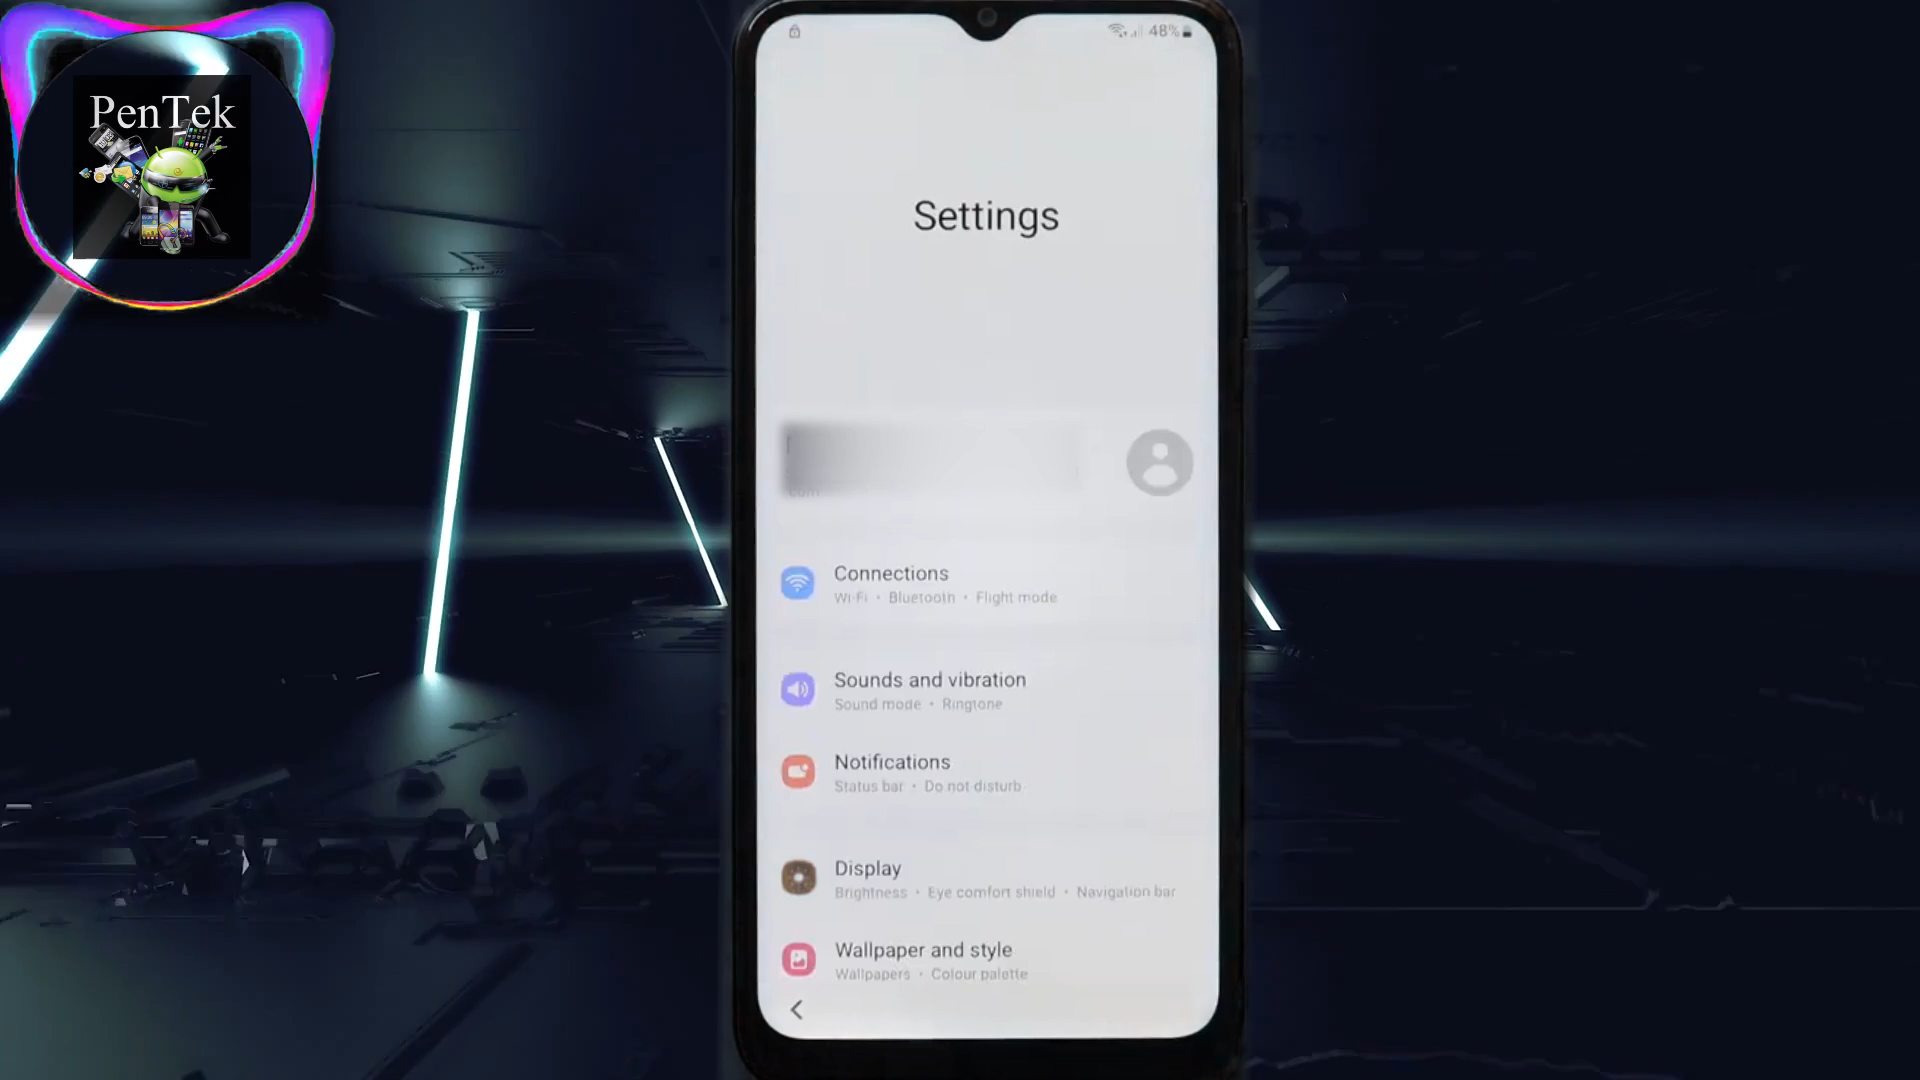 PenTek
48%
Settings
Connections
Wi-Fi • Bluetooth • Flight mode
Sounds and vibration
Sound mode • Ringtone
Notifications
Status bar • Do not disturb
Display
Brightness • Eye comfort shield • Navigation bar
Wallpaper and style
Wallpapers • Colour palette